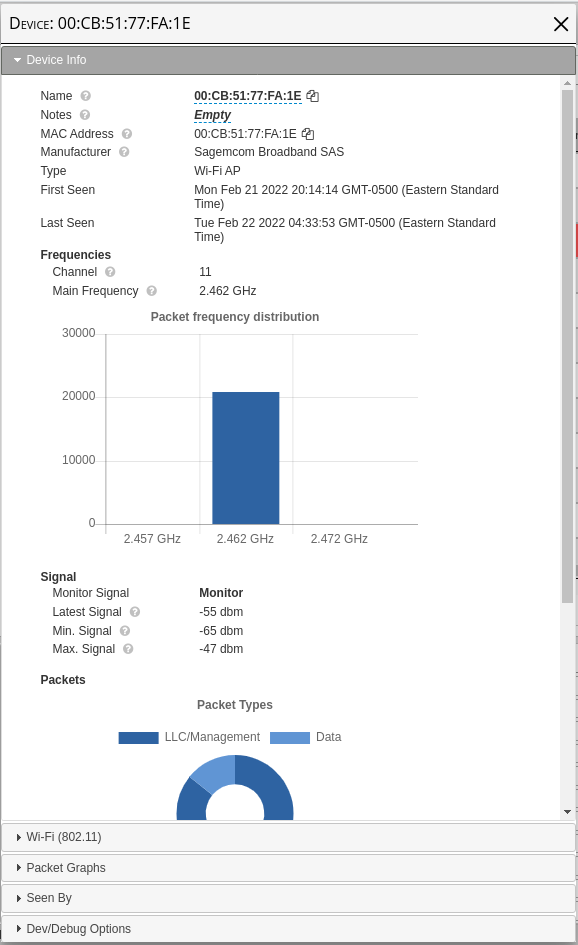 Device: 00:CB:51:77:FA:1E
Device Info
Name 00:CB:51:77:FA:1E
Notes Empty
MAC Address 00:CB:51:77:FA:1E
Manufacturer Sagemcom Broadband SAS
Type Wi-Fi AP
First Seen Mon Feb 21 2022 20:14:14 GMT-0500 (Eastern Standard
Time)
Last Seen Tue Feb 22 2022 04:33:53 GMT-0500 (Eastern Standard
Time)
Frequencies
Channel 11
Main Frequency 2.462 GHz
Packet frequency distribution
30000
20000
10000
0
2.457 GHz 2.462 GHz 2.472 GHz
Signal
Monitor Signal Monitor
Latest Signal -55 dbm
Min. Signal -65 dbm
Max. Signal -47 dbm
Packets
Packet Types
LLC/Management Data
Wi-Fi (802.11)
Packet Graphs
Seen By
Dev/Debug Options